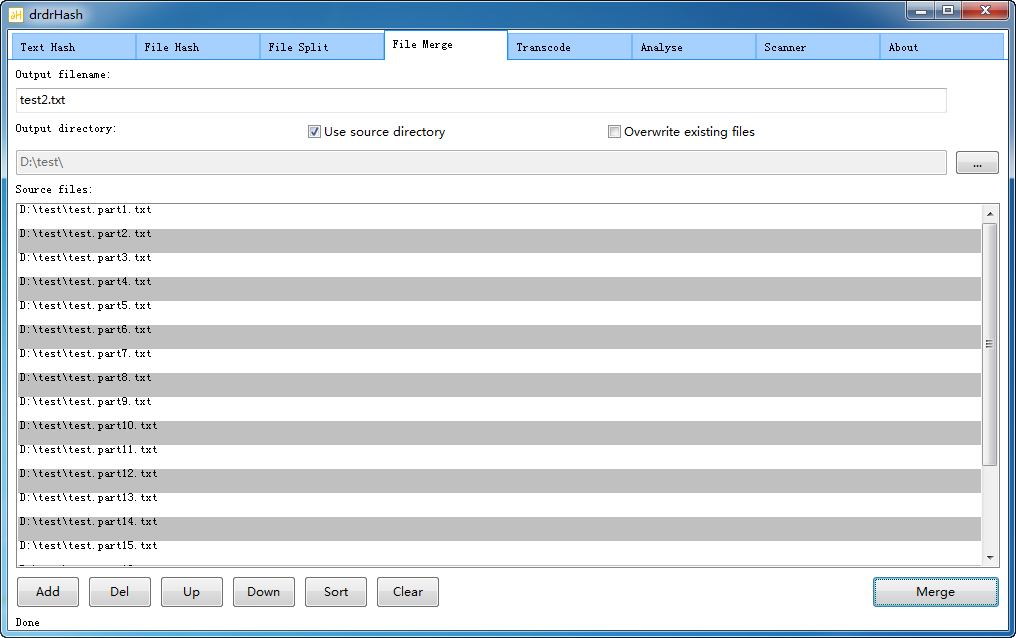 drdrHash
Text Hash File Hash File Split File Merge Transcode Analyse Scanner About
Output filename:
test2.txt
Output directory: Use source directory Overwrite existing files
D:\test\ ...
Source files:
D:\test\test.part1.txt
D:\test\test.part2.txt
D:\test\test.part3.txt
D:\test\test.part4.txt
D:\test\test.part5.txt
D:\test\test.part6.txt
D:\test\test.part7.txt
D:\test\test.part8.txt
D:\test\test.part9.txt
D:\test\test.part10.txt
D:\test\test.part11.txt
D:\test\test.part12.txt
D:\test\test.part13.txt
D:\test\test.part14.txt
D:\test\test.part15.txt
Add Del Up Down Sort Clear Merge
Done